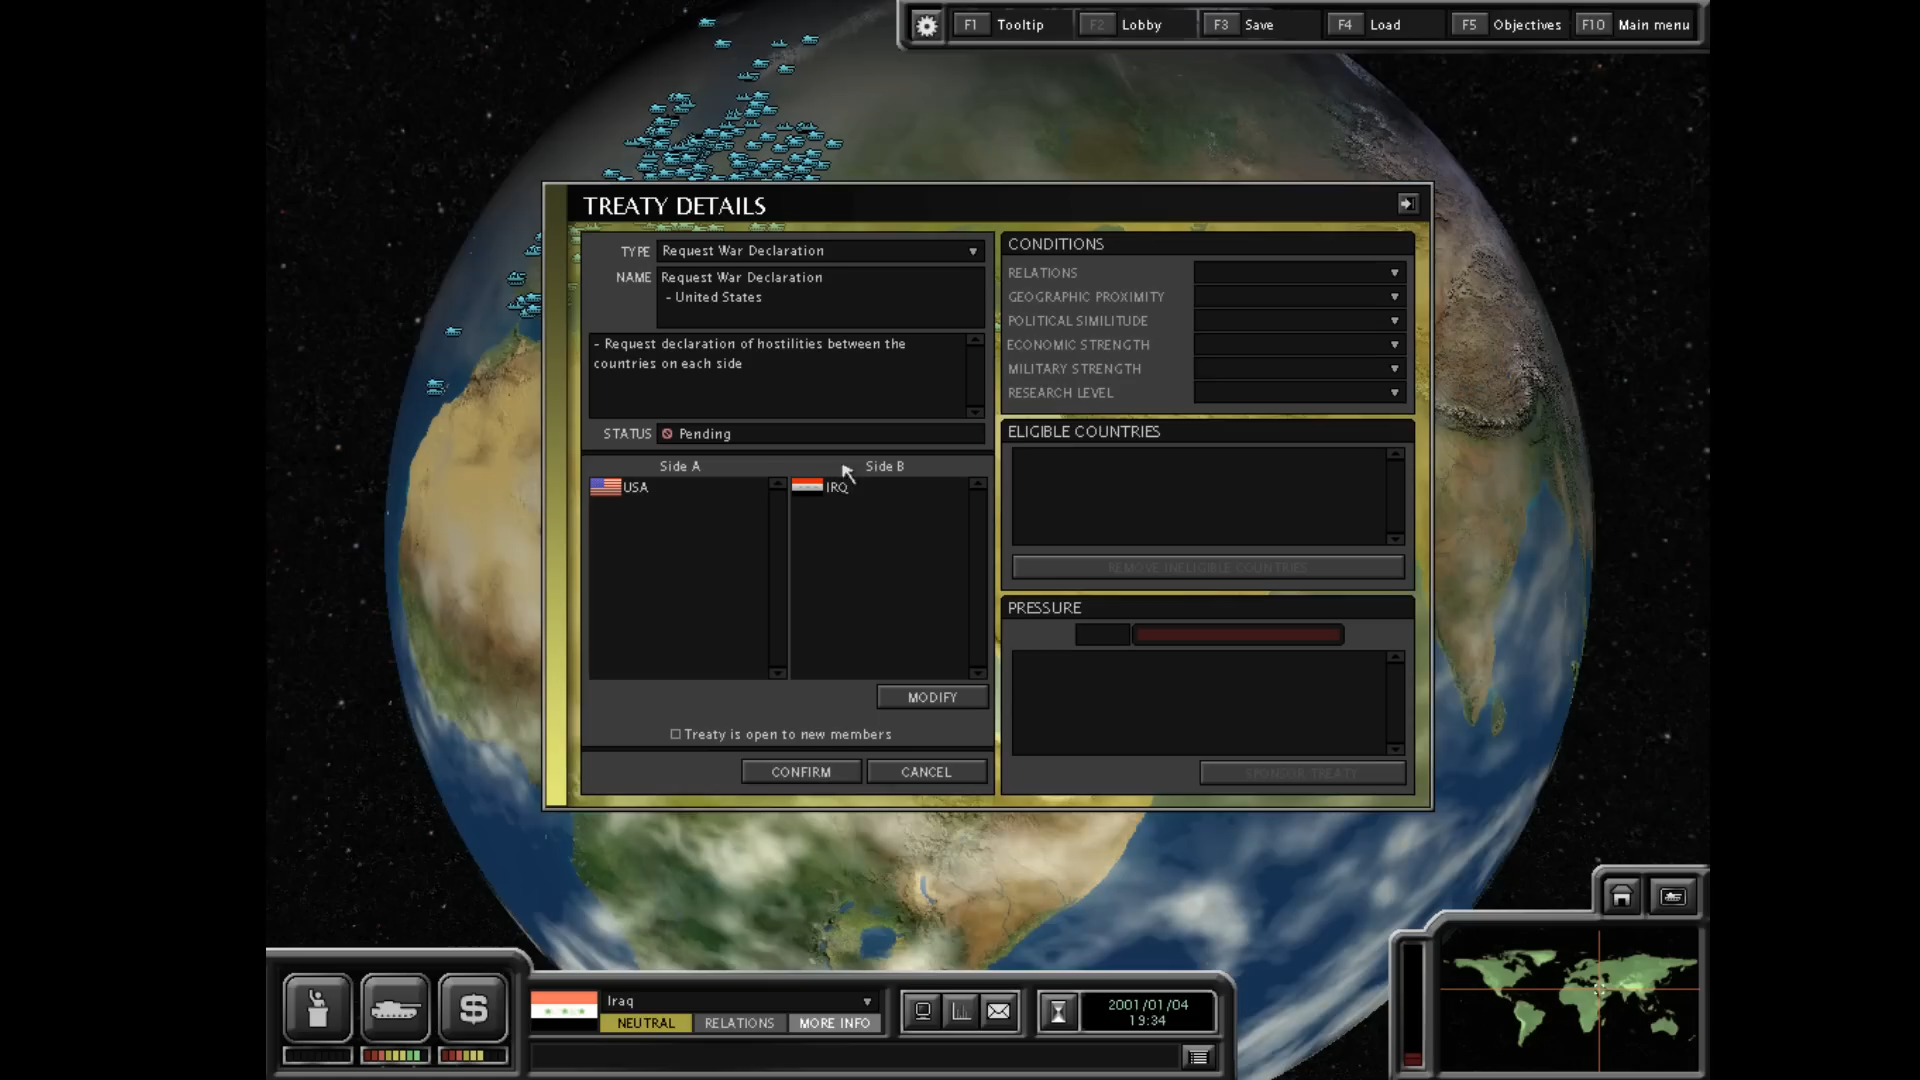 F1 Tooltip F2 Lobby F3 Save F4 Load F5 Objectives F10 Main menu
TREATY DETAILS
TYPE Request War Declaration
NAME Request War Declaration
- United States
- Request declaration of hostilities between the
countries on each side
STATUS Pending
Side A Side B
USA IRQ
MODIFY
Treaty is open to new members
CONFIRM CANCEL
CONDITIONS
RELATIONS
GEOGRAPHIC PROXIMITY
POLITICAL SIMILITUDE
ECONOMIC STRENGTH
MILITARY STRENGTH
RESEARCH LEVEL
ELIGIBLE COUNTRIES
REMOVE INELIGIBLE COUNTRIES
PRESSURE
SPONSOR TREATY
Iraq
NEUTRAL RELATIONS MORE INFO
2001/01/04
19:34